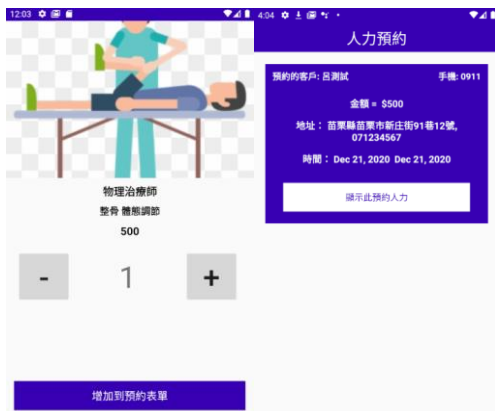 12:03
物理治療師
整骨 體態調節
500
-
1
+
增加到預約表單
4:04
人力預約
預約的客戶: 呂測試
手機: 0911
金額 = $500
地址： 苗栗縣苗栗市新庄街91巷12號,
071234567
時間： Dec 21, 2020 Dec 21, 2020
顯示此預約人力